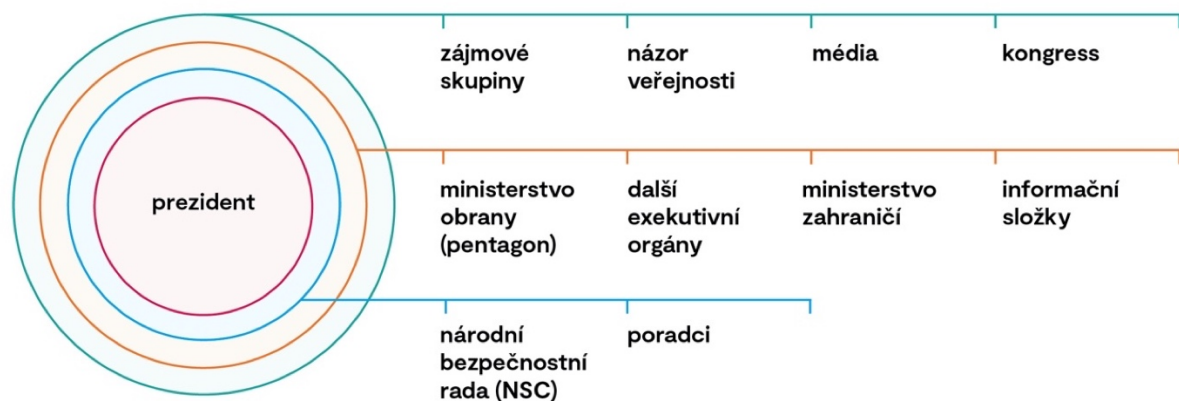 zájmové
skupiny
názor
veřejnosti
média
kongress
prezident
ministerstvo
obrany
(pentagon)
další
exekutivní
orgány
ministerstvo
zahraničí
informační
složky
národní
bezpečnostní
rada (NSC)
poradci